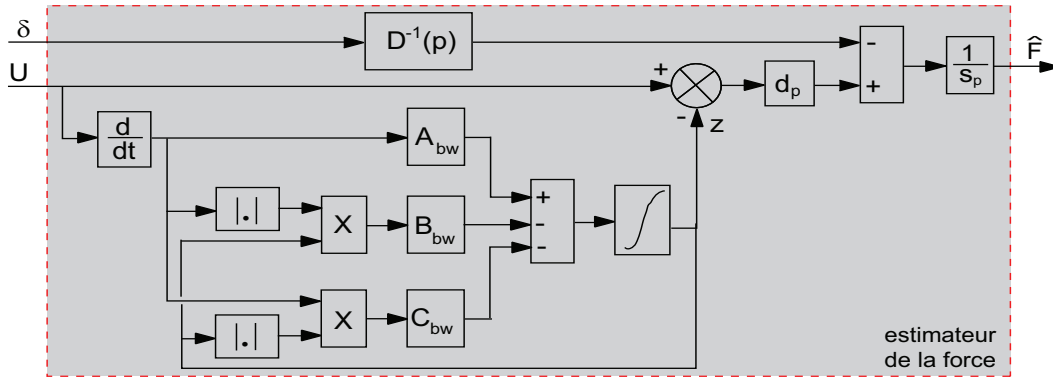 δ
D⁻¹(p)
-
F̂
U
+
d_p
+
1
s_p
-
z
d
dt
A_bw
|.|
X
B_bw
+
-
-
X
C_bw
|.|
estimateur
de la force